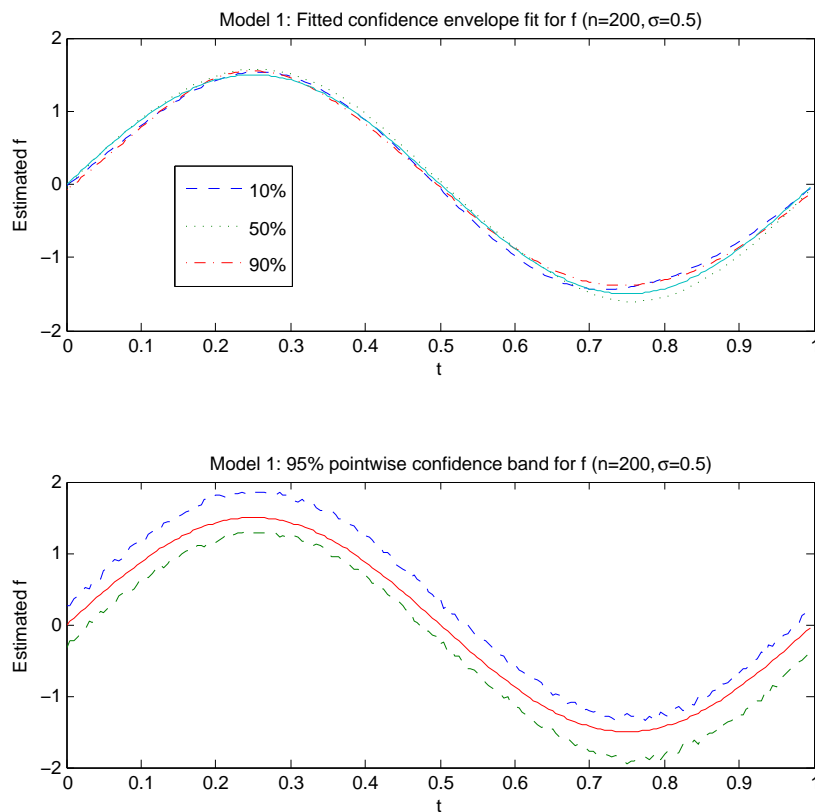 Model 1: Fitted confidence envelope fit for f (n=200, σ=0.5)
2
1
0
−1
−2
Estimated f
10%
50%
90%
0 0.1 0.2 0.3 0.4 0.5 0.6 0.7 0.8 0.9 1
t
Model 1: 95% pointwise confidence band for f (n=200, σ=0.5)
2
1
0
−1
−2
Estimated f
0 0.1 0.2 0.3 0.4 0.5 0.6 0.7 0.8 0.9 1
t